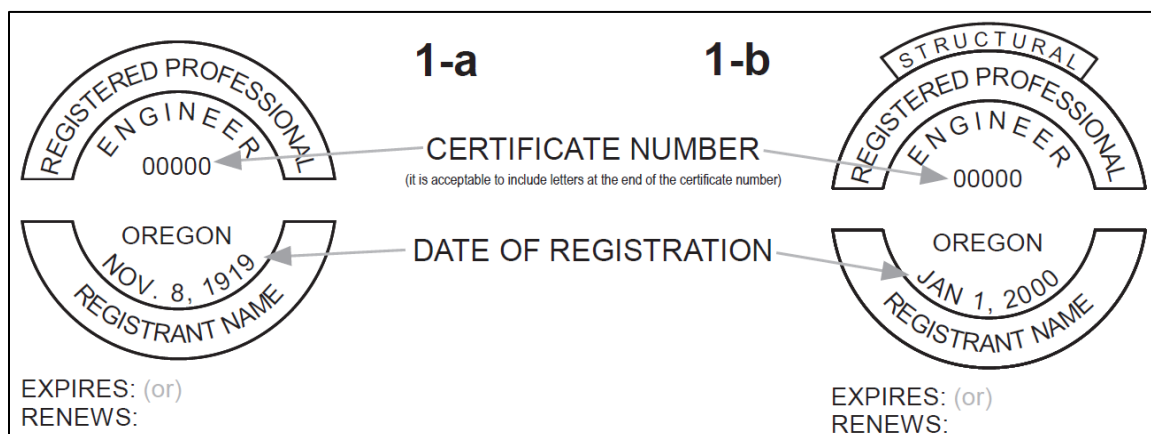 1-a
REGISTERED PROFESSIONAL
ENGINEER
00000
OREGON
NOV. 8, 1919
REGISTRANT NAME
EXPIRES: (or)
RENEWS:
CERTIFICATE NUMBER
(it is acceptable to include letters at the end of the certificate number)
DATE OF REGISTRATION
1-b
STRUCTURAL
REGISTERED PROFESSIONAL
ENGINEER
00000
OREGON
JAN 1, 2000
REGISTRANT NAME
EXPIRES: (or)
RENEWS: